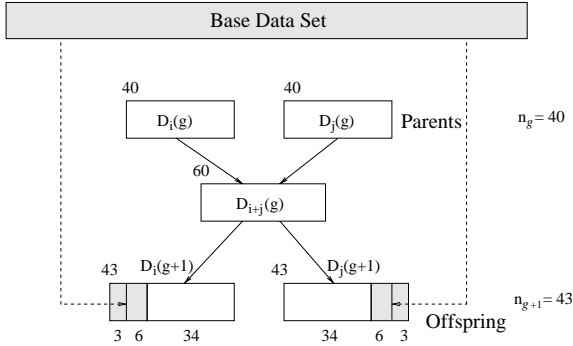 Base Data Set
40
40
D_i(g)
D_j(g)
Parents
n_g = 40
60
D_{i+j}(g)
43
D_i(g+1)
43
D_j(g+1)
n_{g+1} = 43
Offspring
3
6
34
34
6
3